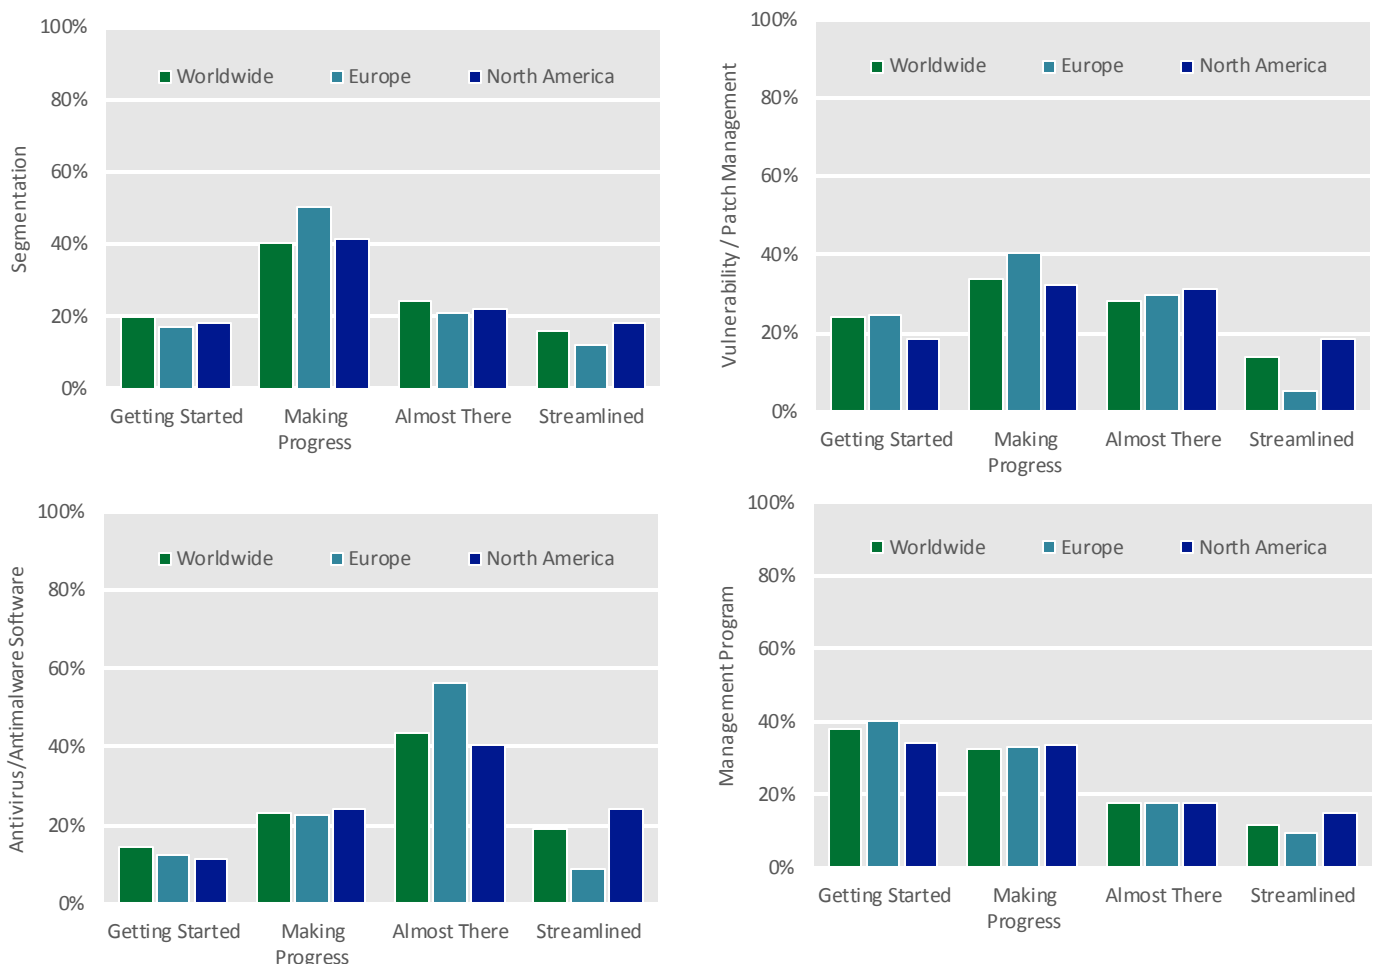 Segmentation
100%
80%
60%
40%
20%
0%
Worldwide Europe North America
Getting Started Making Almost There Streamlined
Progress
Vulnerability / Patch Management
100%
80%
60%
40%
20%
0%
Worldwide Europe North America
Getting Started Making Almost There Streamlined
Progress
Antivirus/Antimalware Software
100%
80%
60%
40%
20%
0%
Worldwide Europe North America
Getting Started Making Almost There Streamlined
Progress
Management Program
100%
80%
60%
40%
20%
0%
Worldwide Europe North America
Getting Started Making Almost There Streamlined
Progress